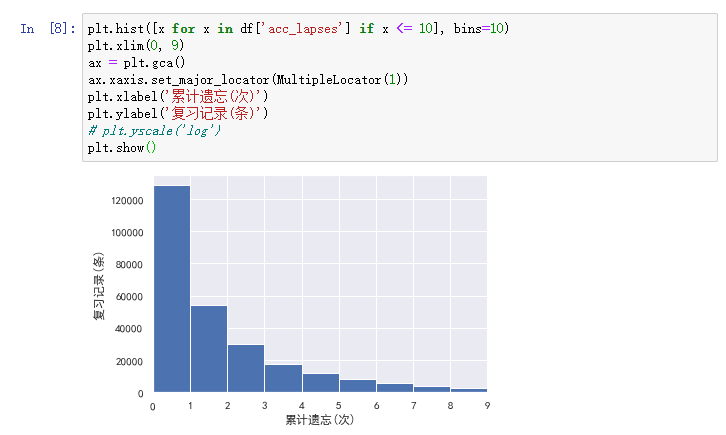 In [8]:
plt.hist([x for x in df['acc_lapses'] if x <= 10], bins=10)
plt.xlim(0, 9)
ax = plt.gca()
ax.xaxis.set_major_locator(MultipleLocator(1))
plt.xlabel('累计遗忘(次)')
plt.ylabel('复习记录(条)')
# plt.yscale('log')
plt.show()
120000
100000
80000
60000
40000
20000
0
复习记录(条)
0 1 2 3 4 5 6 7 8 9
累计遗忘(次)